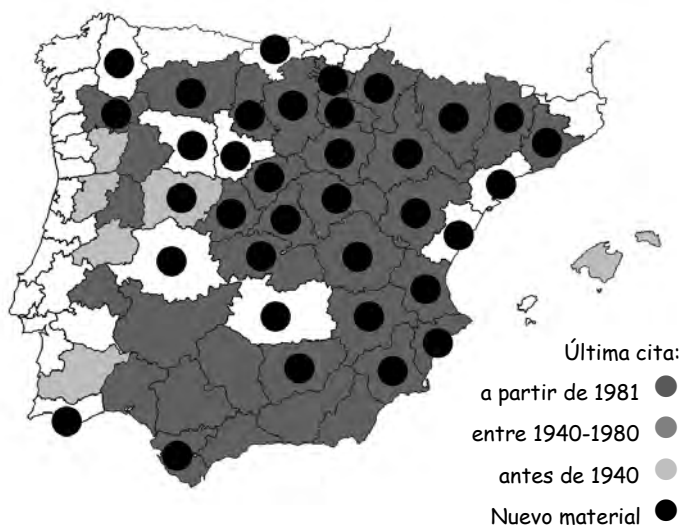 Última cita:
a partir de 1981
entre 1940-1980
antes de 1940
Nuevo material